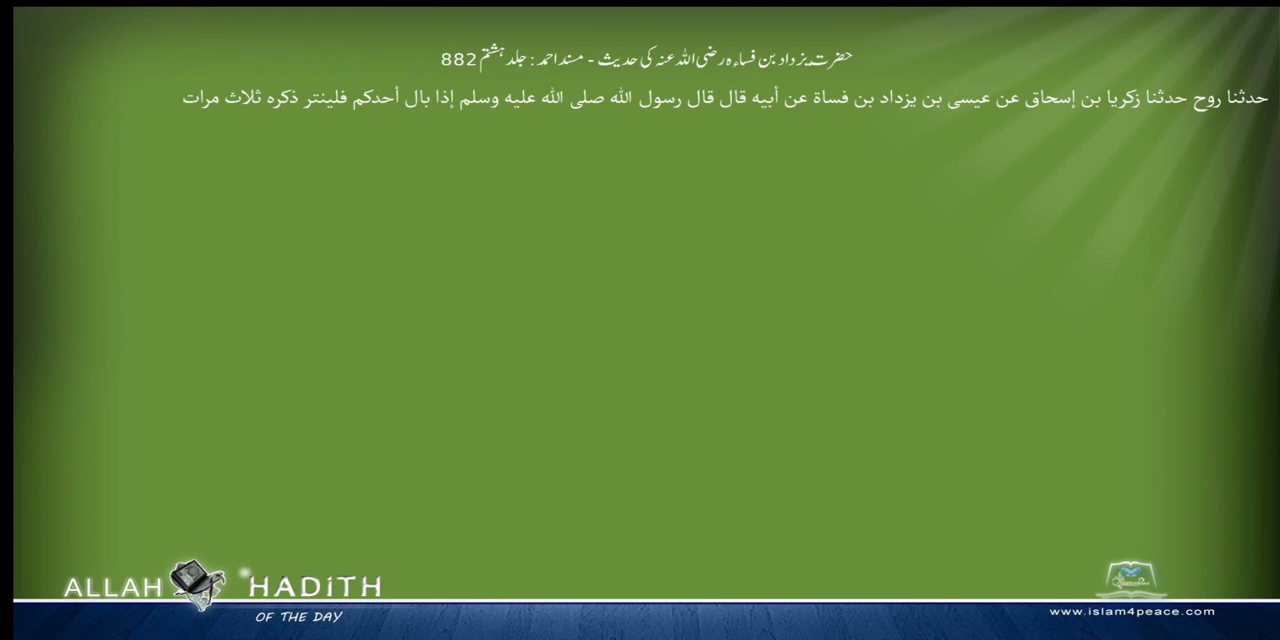 حضرت یزداد بن فساءہ رضی اللہ عنہ کی حدیث - مسند احمد : جلد ہشتم 882
حدثنا روح حدثنا زكريا بن إسحاق عن عيسى بن يزداد بن فساة عن أبيه قال قال رسول الله صلى الله عليه وسلم إذا بال أحدكم فلينتر ذكره ثلاث مرات
ALLAH HADITH
OF THE DAY
www.islam4peace.com